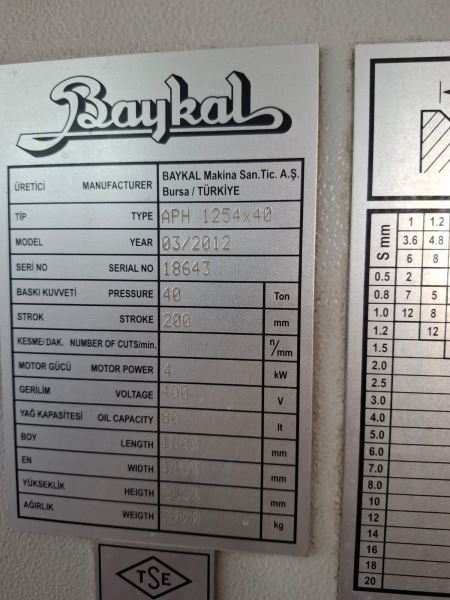 Baykal
ÜRETİCİ MANUFACTURER BAYKAL Makina San.Tic. A.Ş.
Bursa / TÜRKİYE
TİP TYPE APH 1254x40
MODEL YEAR 03/2012
SERİ NO SERIAL NO 18643
BASKI KUVVETİ PRESSURE 40 Ton
STROK STROKE 200 mm
KESME/ DAK. NUMBER OF CUTS/min. n/mm
MOTOR GÜCÜ MOTOR POWER 4 kW
GERİLİM VOLTAGE 400 V
YAĞ KAPASİTESİ OIL CAPACITY lt
BOY LENGTH mm
EN WIDTH mm
YÜKSEKLİK HEIGTH mm
AĞIRLIK WEIGTH kg
TSE
S mm
1 1.2
3.6 4.8
6 8
0.5 2
0.8 7 5
1.0 12 8
1.2 12
1.5
2.0
2.5
3.0
4.0
5.0
6.0
7.0
8.0
10
12
14
16
18
20